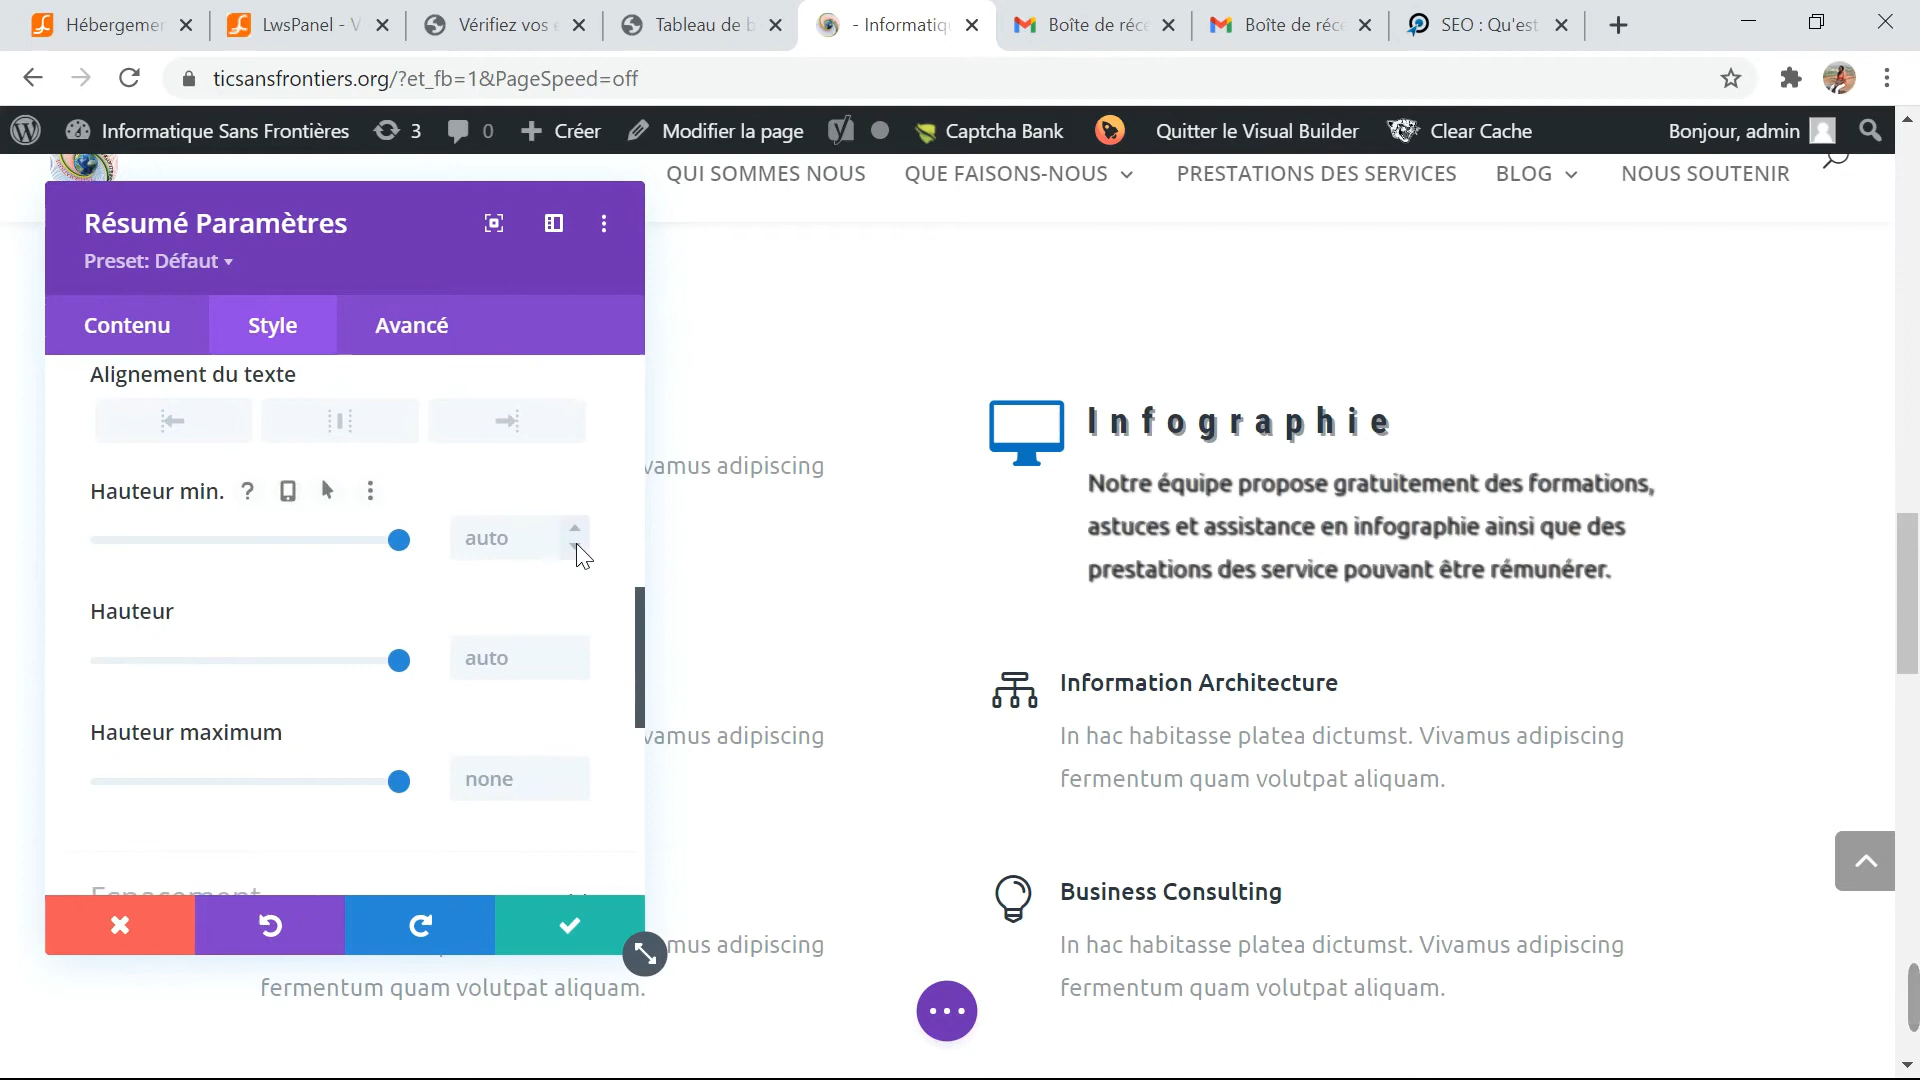 Hébergemer
LwsPanel - V
Vérifiez vos e
Tableau de b
- Informatiq
Boîte de réce
Boîte de réce
SEO : Qu'est
ticsansfrontiers.org/?et_fb=1&PageSpeed=off
Informatique Sans Frontières 3 0 Créer Modifier la page Captcha Bank Quitter le Visual Builder Clear Cache Bonjour, admin
QUI SOMMES NOUS QUE FAISONS-NOUS PRESTATIONS DES SERVICES BLOG NOUS SOUTENIR
Résumé Paramètres
Preset: Défaut
Contenu Style Avancé
Alignement du texte
Hauteur min. ?
auto
Hauteur
auto
Hauteur maximum
none
Espacement
vamus adipiscing
vamus adipiscing
mus adipiscing
fermentum quam volutpat aliquam.
Infographie
Notre équipe propose gratuitement des formations,
astuces et assistance en infographie ainsi que des
prestations des service pouvant être rémunérer.
Information Architecture
In hac habitasse platea dictumst. Vivamus adipiscing
fermentum quam volutpat aliquam.
Business Consulting
In hac habitasse platea dictumst. Vivamus adipiscing
fermentum quam volutpat aliquam.